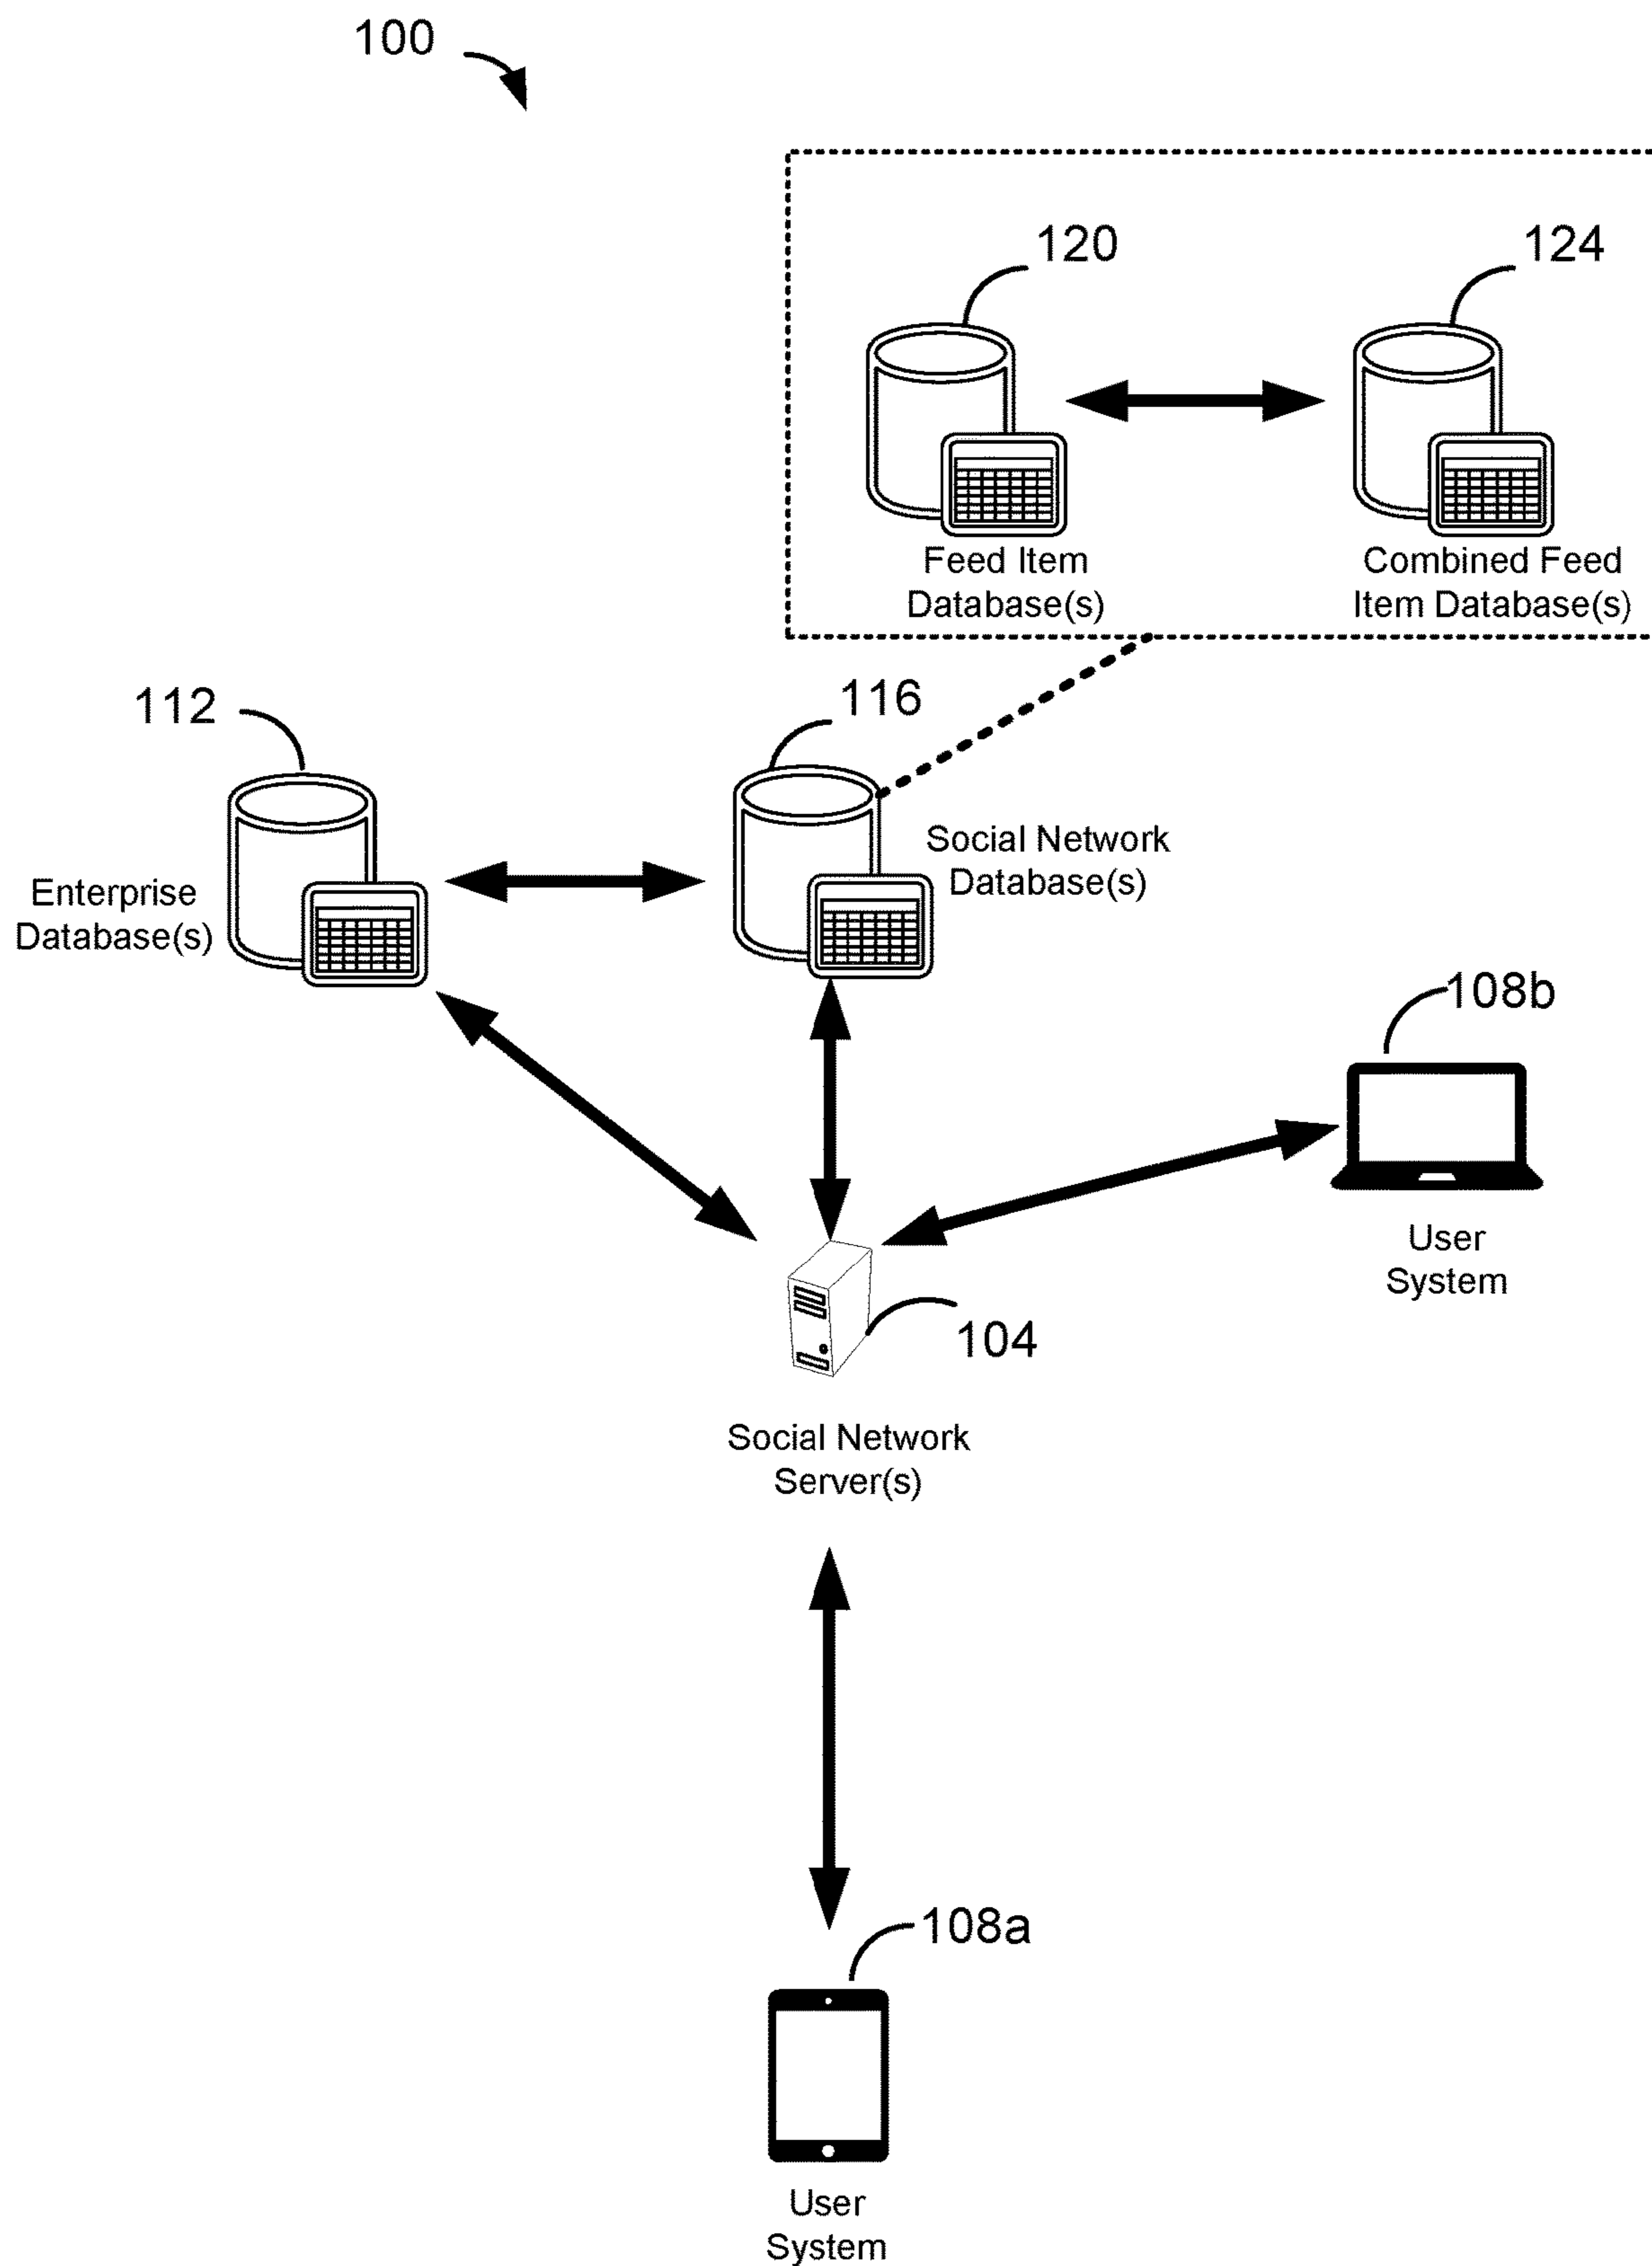 100
120
124
Feed Item
Database(s)
Combined Feed
Item Database(s)
112
116
Social Network
Database(s)
Enterprise
Database(s)
108b
User
System
104
Social Network
Server(s)
108a
User
System